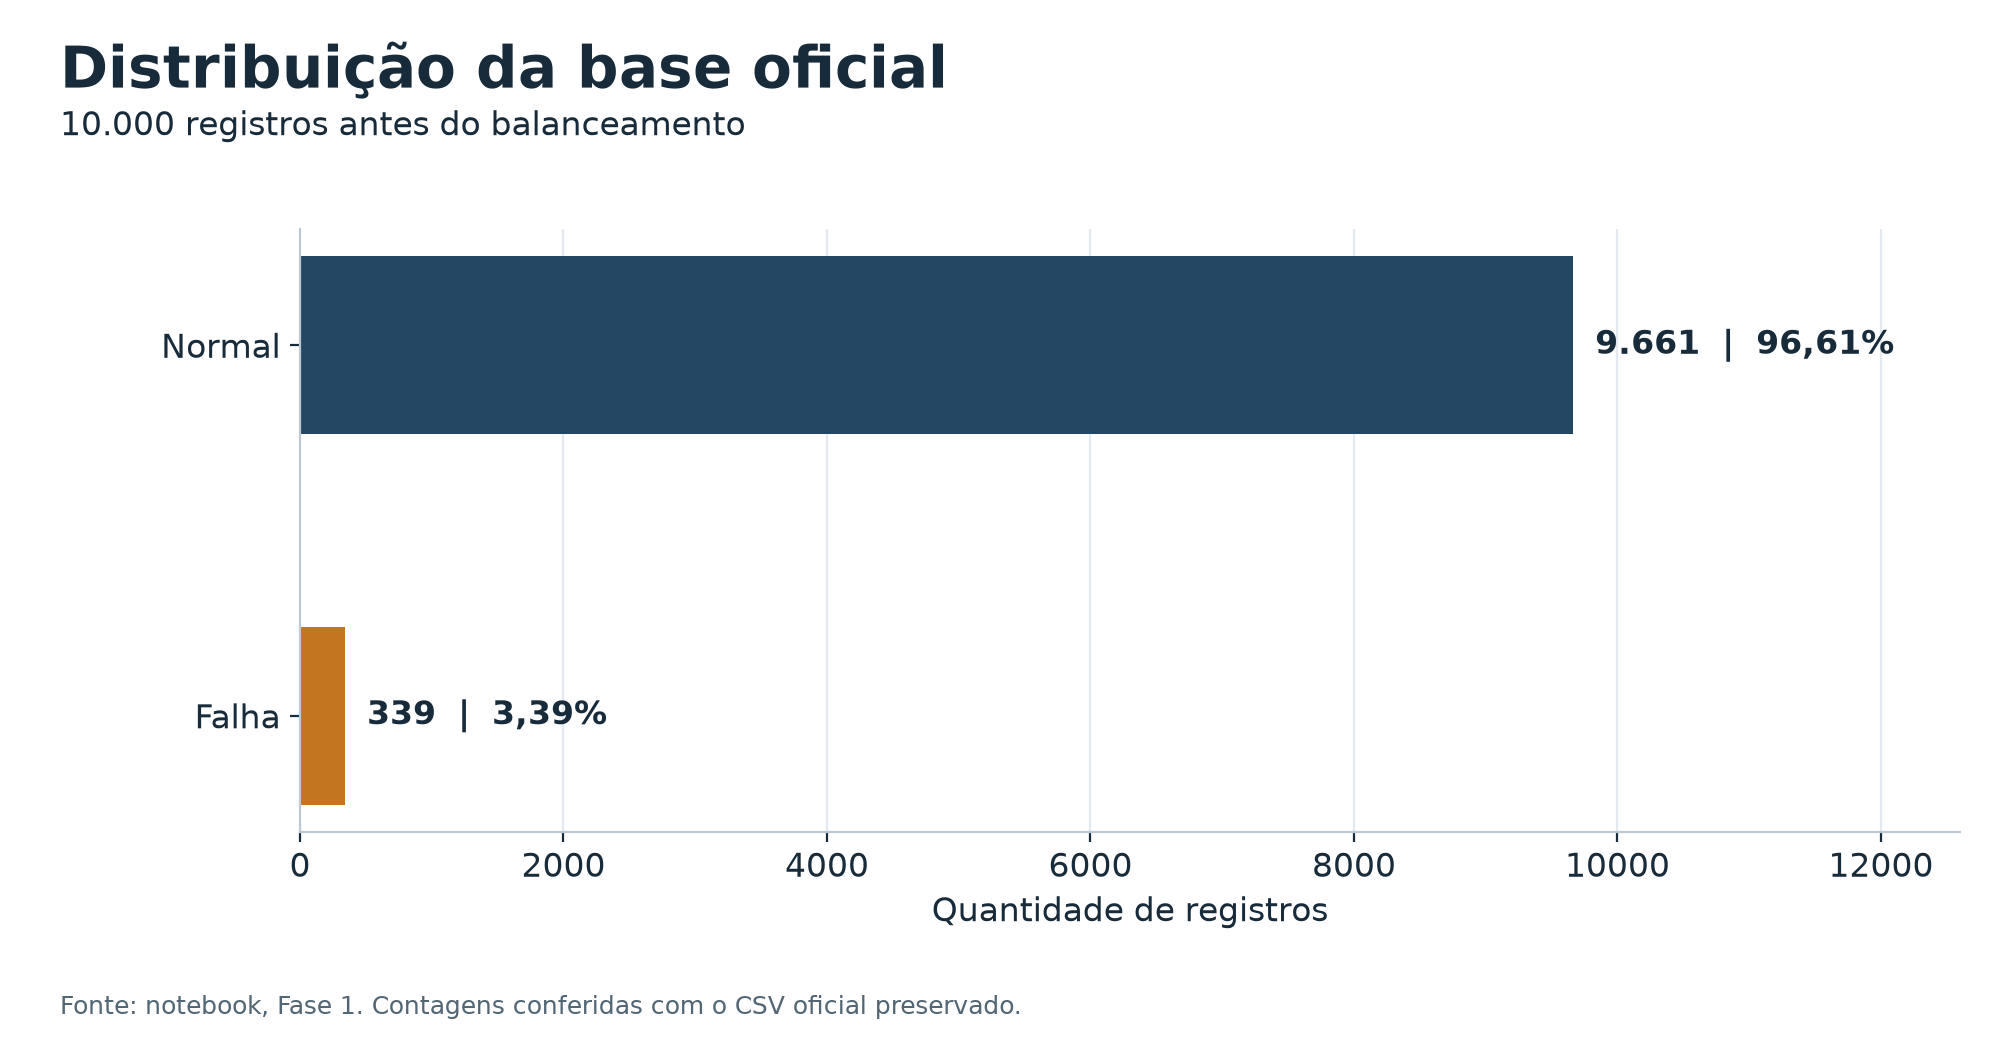 Distribuição da base oficial
10.000 registros antes do balanceamento
Normal
9.661 | 96,61%
Falha
339 | 3,39%
0 2000 4000 6000 8000 10000 12000
Quantidade de registros
Fonte: notebook, Fase 1. Contagens conferidas com o CSV oficial preservado.